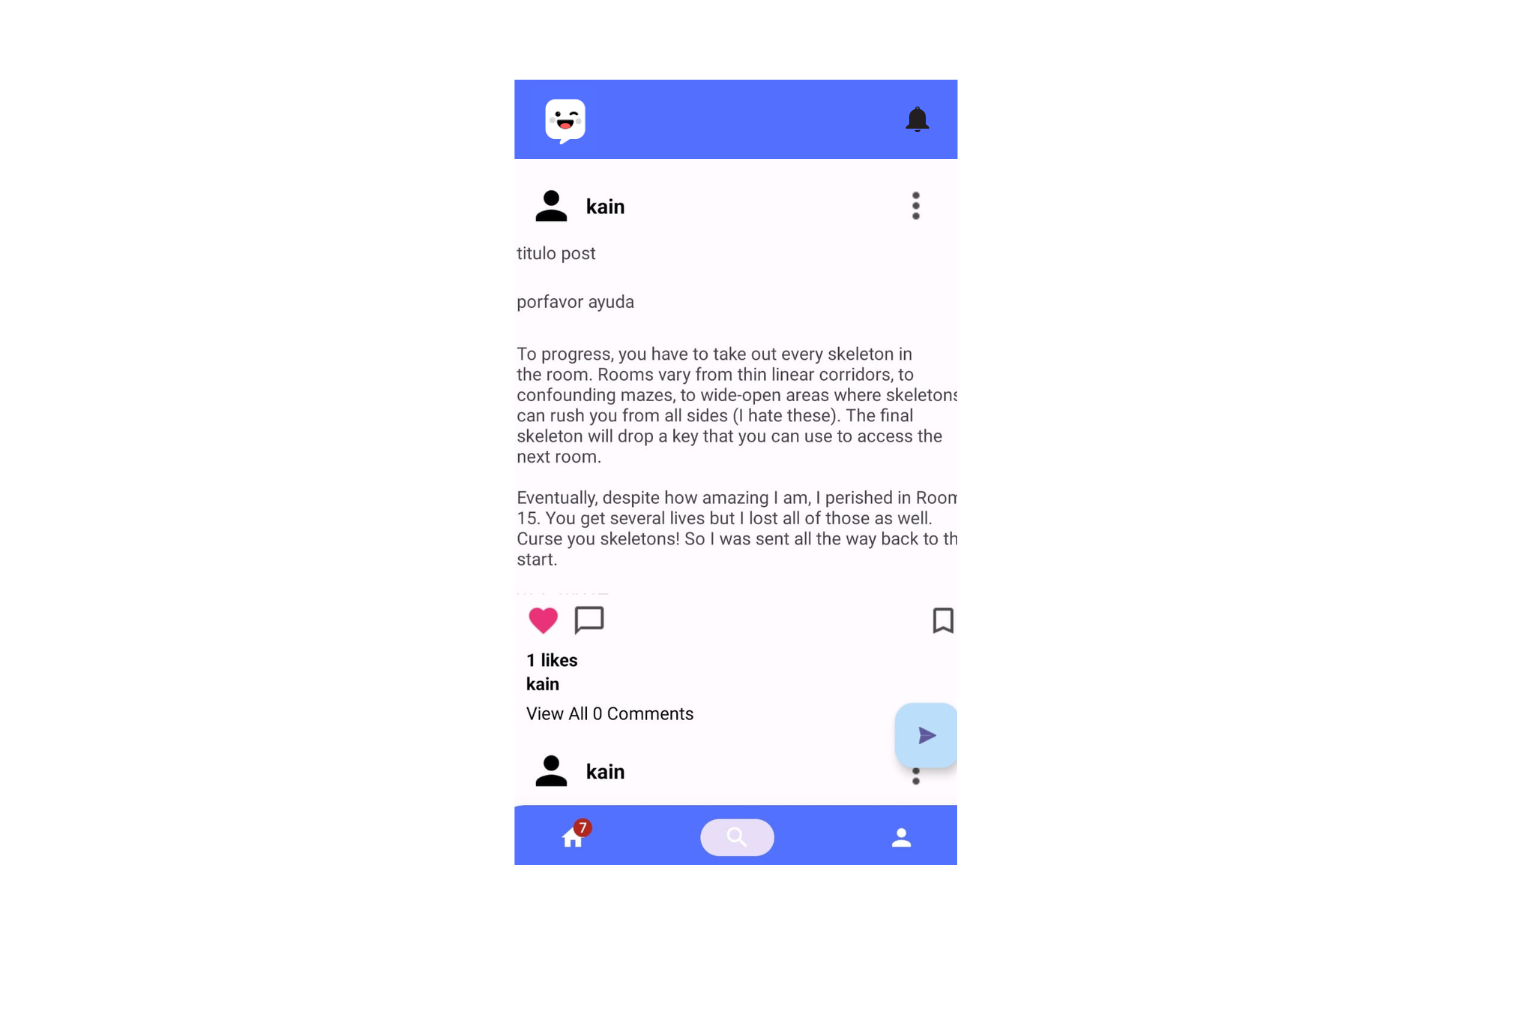 kain
titulo post
porfavor ayuda
To progress, you have to take out every skeleton in
the room. Rooms vary from thin linear corridors, to
confounding mazes, to wide-open areas where skeletons
can rush you from all sides (I hate these). The final
skeleton will drop a key that you can use to access the
next room.
Eventually, despite how amazing I am, I perished in Room
15. You get several lives but I lost all of those as well.
Curse you skeletons! So I was sent all the way back to th
start.
1 likes
kain
View All 0 Comments
kain
7